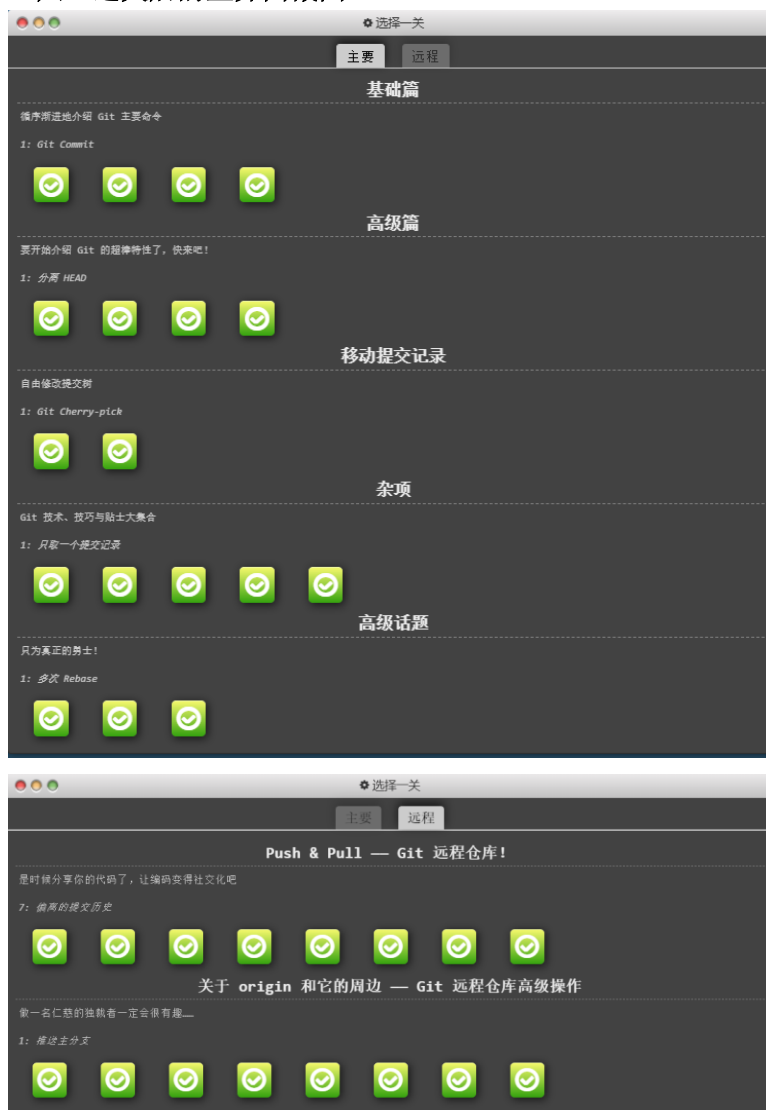 选择一关
主要 远程
基础篇
循序渐进地介绍 Git 主要命令
1: Git Commit
高级篇
要开始介绍 Git 的超棒特性了，快来吧！
1: 分离 HEAD
移动提交记录
自由修改提交树
1: Git Cherry-pick
杂项
Git 技术、技巧与贴士大集合
1: 只取一个提交记录
高级话题
只为真正的勇士！
1: 多次 Rebase
选择一关
主要 远程
Push & Pull —— Git 远程仓库！
是时候分享你的代码了，让编码变得社交化吧
7: 偏离的提交历史
关于 origin 和它的周边 —— Git 远程仓库高级操作
做一名仁慈的独裁者一定会很有趣……
1: 推送主分支